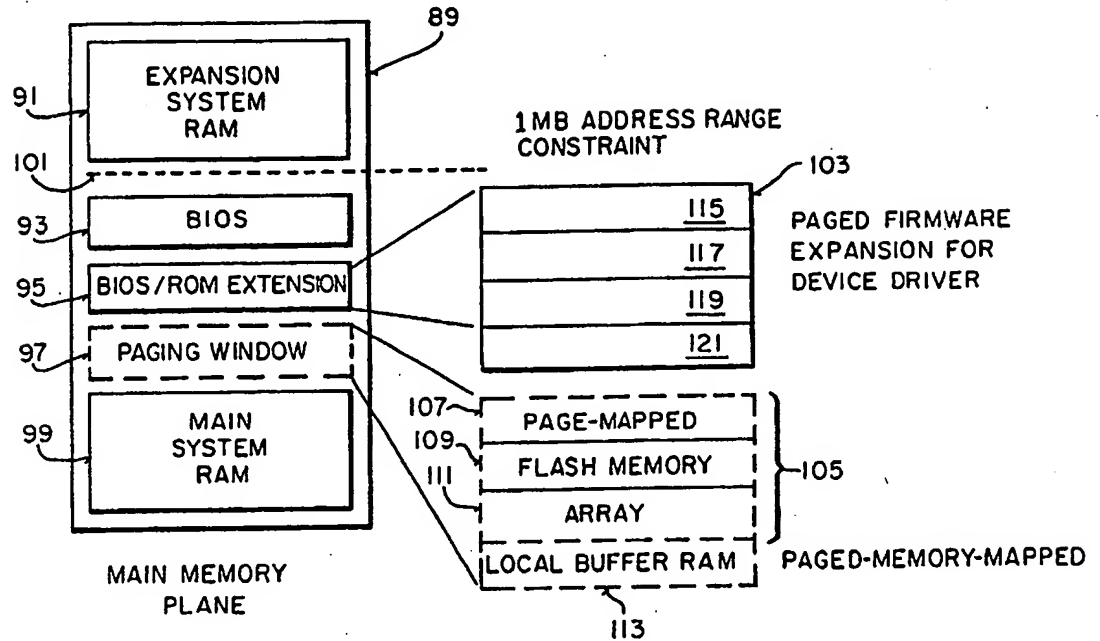 89
91
EXPANSION
SYSTEM
RAM
101
93
BIOS
95
BIOS/ROM EXTENSION
97
PAGING WINDOW
99
MAIN
SYSTEM
RAM
MAIN MEMORY
PLANE
1MB ADDRESS RANGE
CONSTRAINT
103
115
117
119
121
PAGED FIRMWARE
EXPANSION FOR
DEVICE DRIVER
107
PAGE-MAPPED
109
FLASH MEMORY
111
ARRAY
105
LOCAL BUFFER RAM
PAGED-MEMORY-MAPPED
113